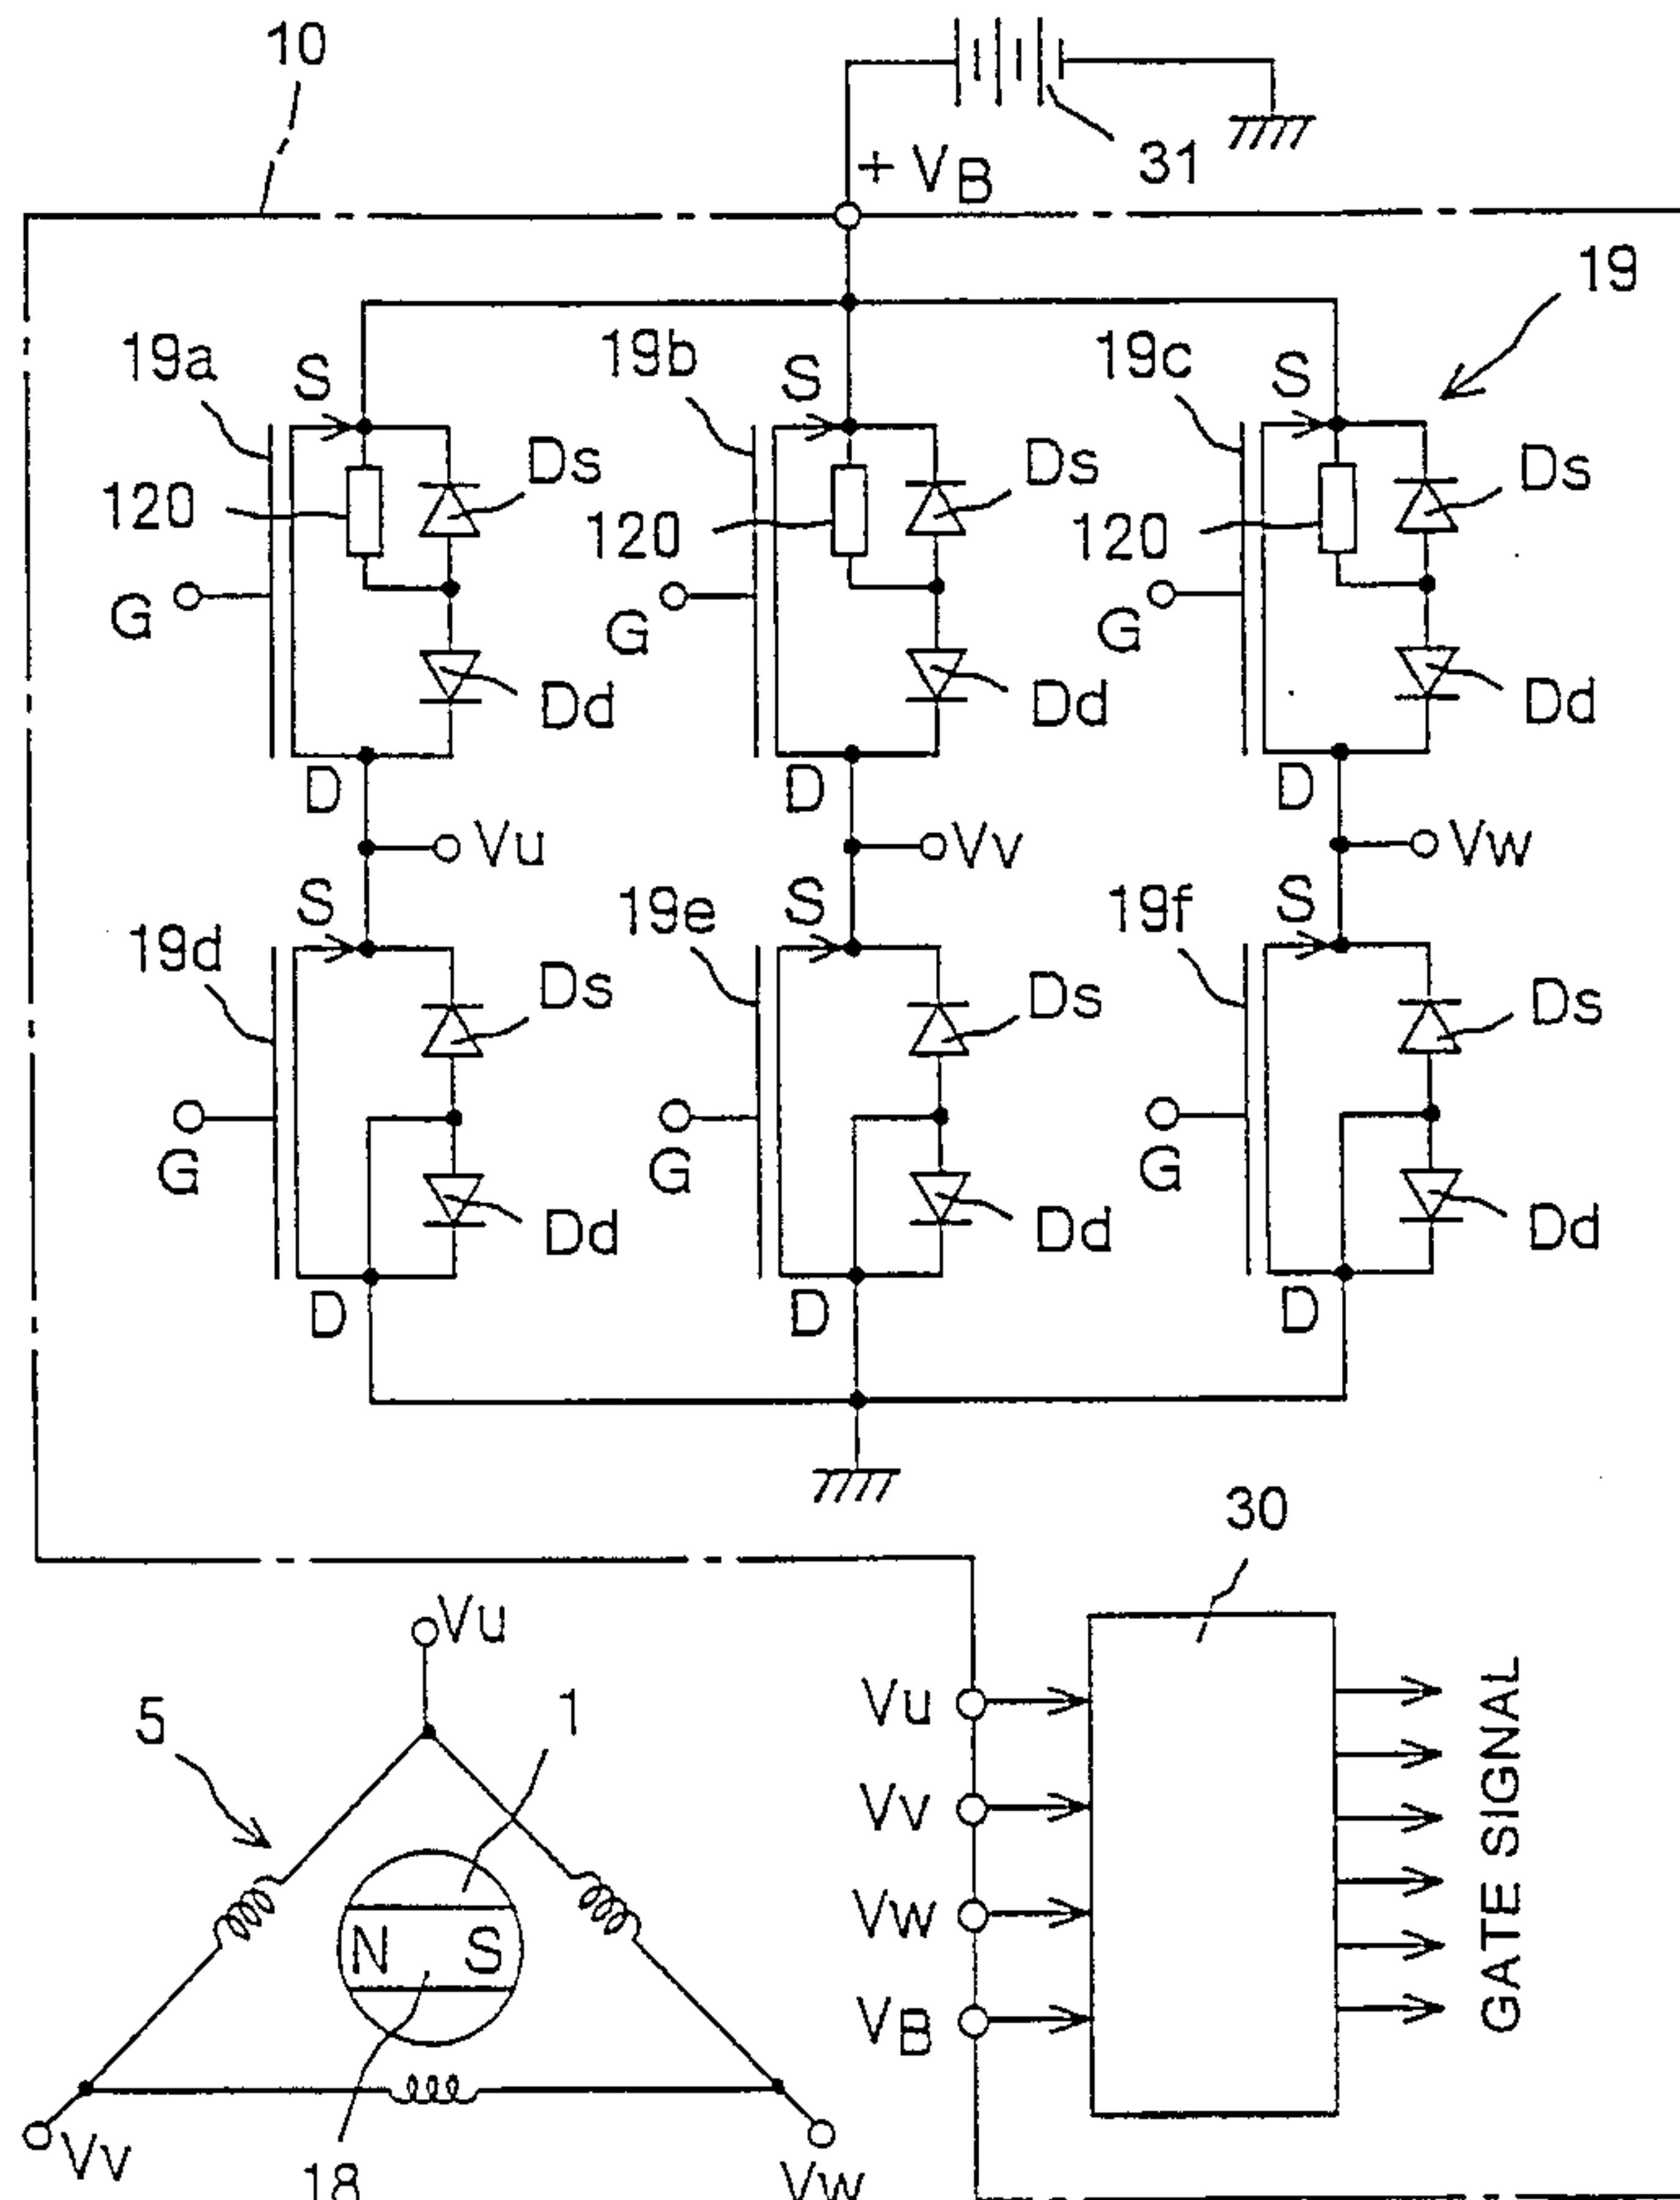 10
31
+ VB
19
19a S
19b S
19c S
Ds Ds Ds
120 120 120
G G G
Dd Dd Dd
D D D
Vu Vv Vw
19d S
19e S
19f S
Ds Ds Ds
G G G
Dd Dd Dd
D D D
30
Vu
5 1
N S
Vv 18 Vw
Vu
Vv
Vw
VB
GATE SIGNAL